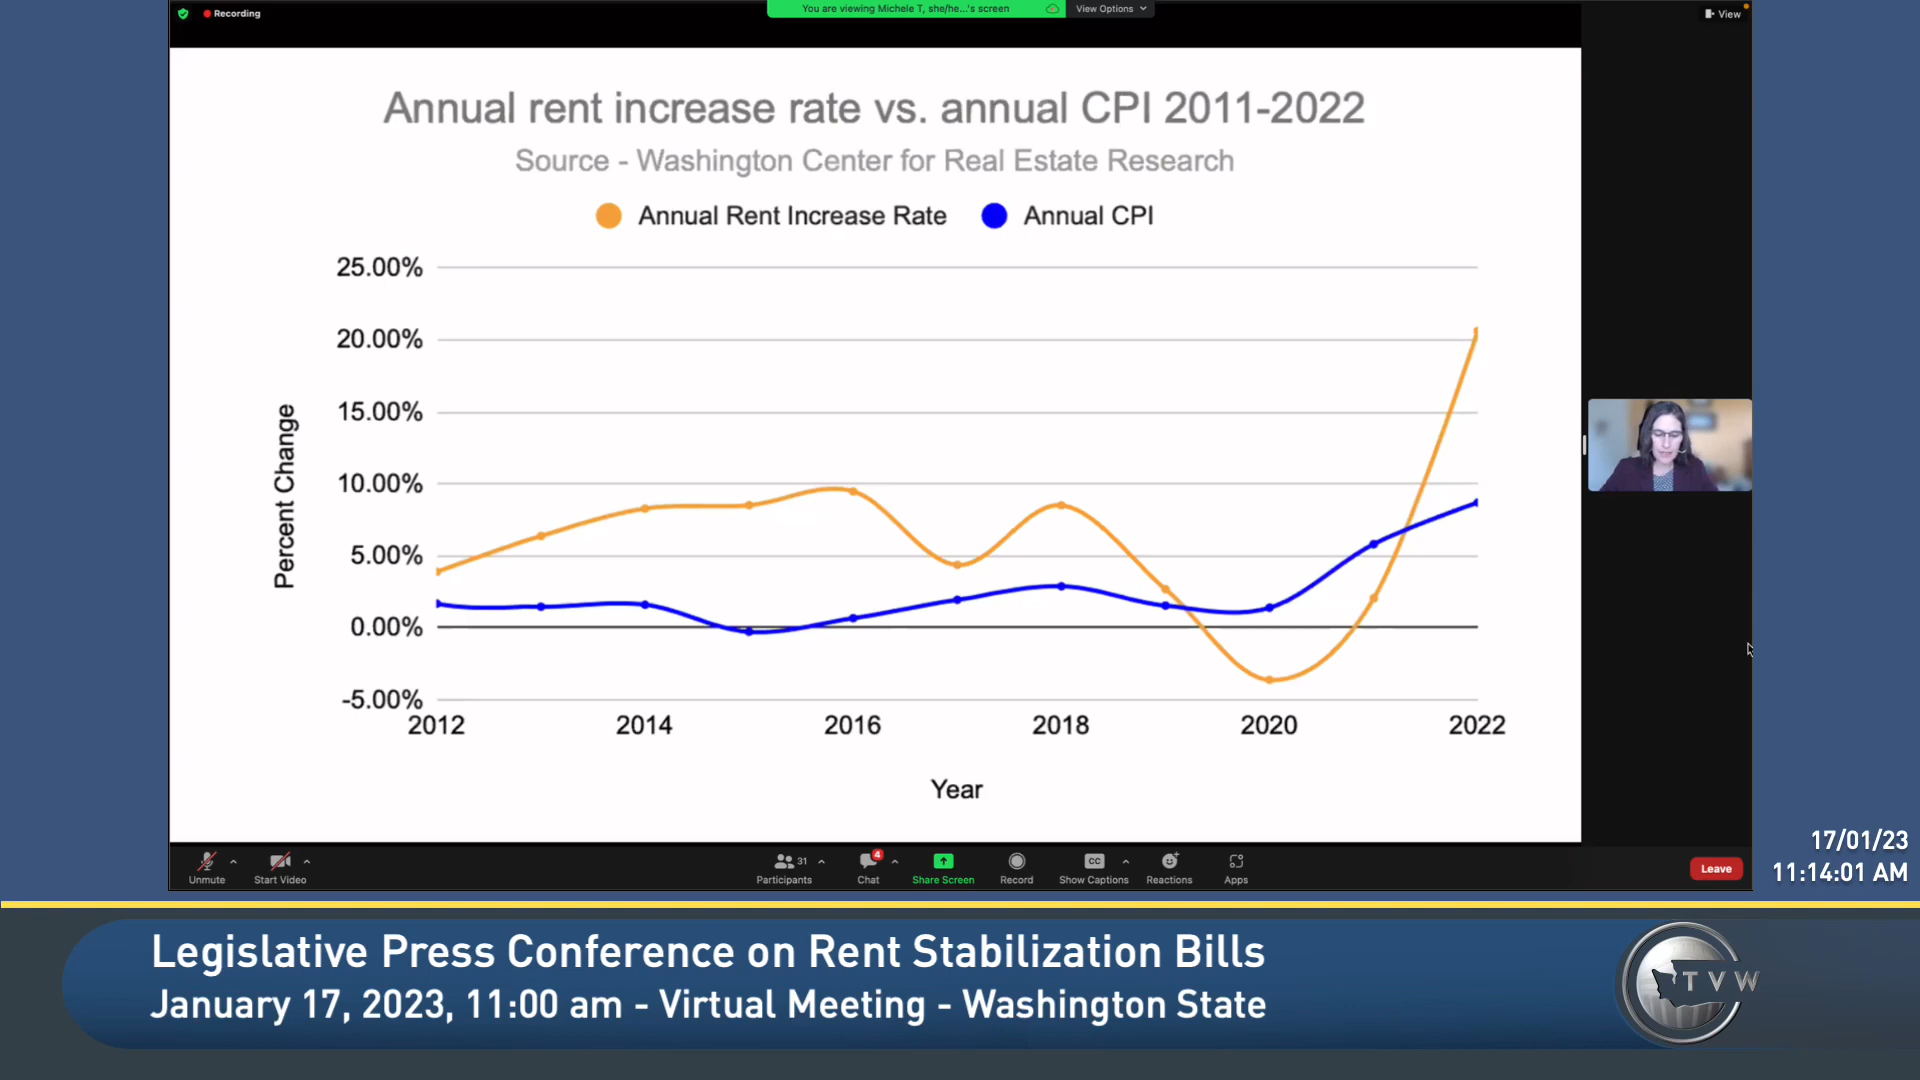 Recording
You are viewing Michele T, she/he...'s screen
View Options
View
Annual rent increase rate vs. annual CPI 2011-2022
Source - Washington Center for Real Estate Research
Annual Rent Increase Rate
Annual CPI
25.00%
20.00%
15.00%
10.00%
5.00%
0.00%
-5.00%
Percent Change
2012 2014 2016 2018 2020 2022
Year
17/01/23
11:14:01 AM
31
4
CC
Unmute Start Video Participants Chat Share Screen Record Show Captions Reactions Apps
Leave
Legislative Press Conference on Rent Stabilization Bills
January 17, 2023, 11:00 am - Virtual Meeting - Washington State
TVW